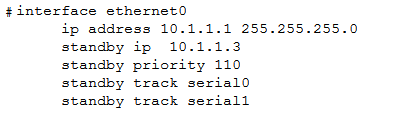 # interface ethernet0
ip address 10.1.1.1 255.255.255.0
standby ip  10.1.1.3
standby priority 110
standby track serial0
standby track serial1